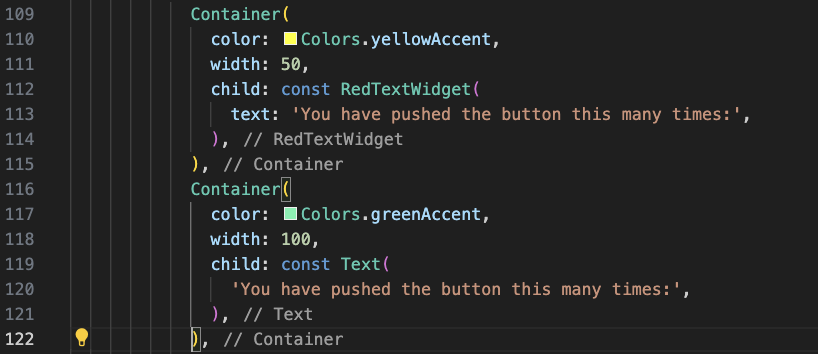 109 Container(
110 color: Colors.yellowAccent,
111 width: 50,
112 child: const RedTextWidget(
113 text: 'You have pushed the button this many times:',
114 ), // RedTextWidget
115 ), // Container
116 Container(
117 color: Colors.greenAccent,
118 width: 100,
119 child: const Text(
120 'You have pushed the button this many times:',
121 ), // Text
122 ), // Container